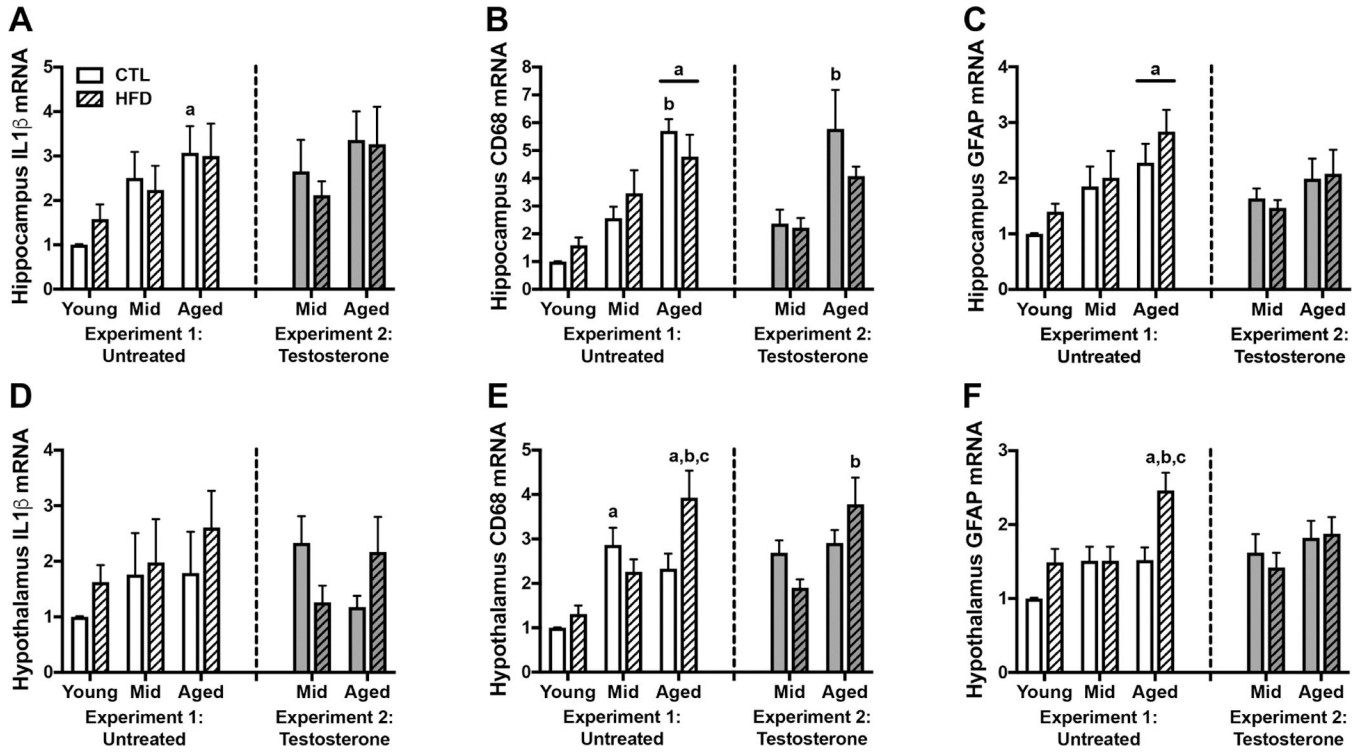 A
Hippocampus IL1β mRNA
5
4
3
2
1
0
CTL
HFD
a
Young Mid Aged
Mid Aged
Experiment 1:
Untreated
Experiment 2:
Testosterone
B
Hippocampus CD68 mRNA
8
7
6
5
4
3
2
1
0
a
b
b
Young Mid Aged
Mid Aged
Experiment 1:
Untreated
Experiment 2:
Testosterone
C
Hippocampus GFAP mRNA
4
3
2
1
0
a
Young Mid Aged
Mid Aged
Experiment 1:
Untreated
Experiment 2:
Testosterone
D
Hypothalamus IL1β mRNA
4
3
2
1
0
Young Mid Aged
Mid Aged
Experiment 1:
Untreated
Experiment 2:
Testosterone
E
Hypothalamus CD68 mRNA
5
4
3
2
1
0
a
a,b,c
b
Young Mid Aged
Mid Aged
Experiment 1:
Untreated
Experiment 2:
Testosterone
F
Hypothalamus GFAP mRNA
3
2
1
0
a,b,c
Young Mid Aged
Mid Aged
Experiment 1:
Untreated
Experiment 2:
Testosterone